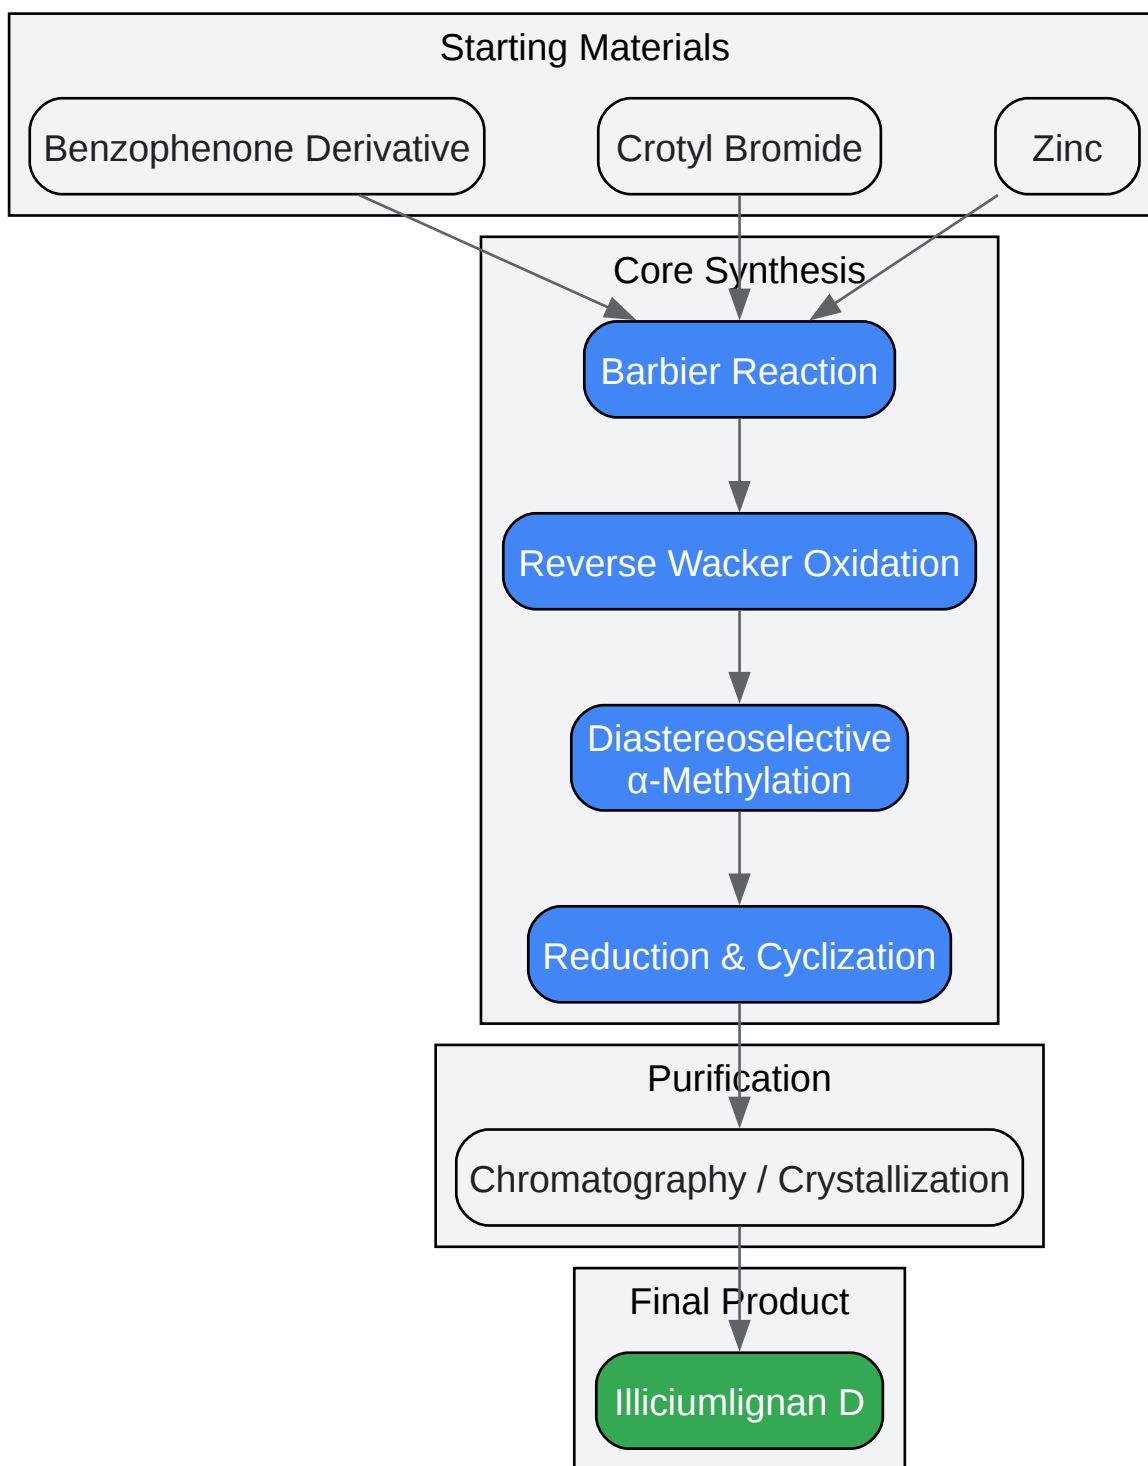 Starting Materials
Benzophenone Derivative
Crotyl Bromide
Zinc
Core Synthesis
Barbier Reaction
Reverse Wacker Oxidation
Diastereoselective
α-Methylation
Reduction & Cyclization
Purification
Chromatography / Crystallization
Final Product
Illiciumlignan D